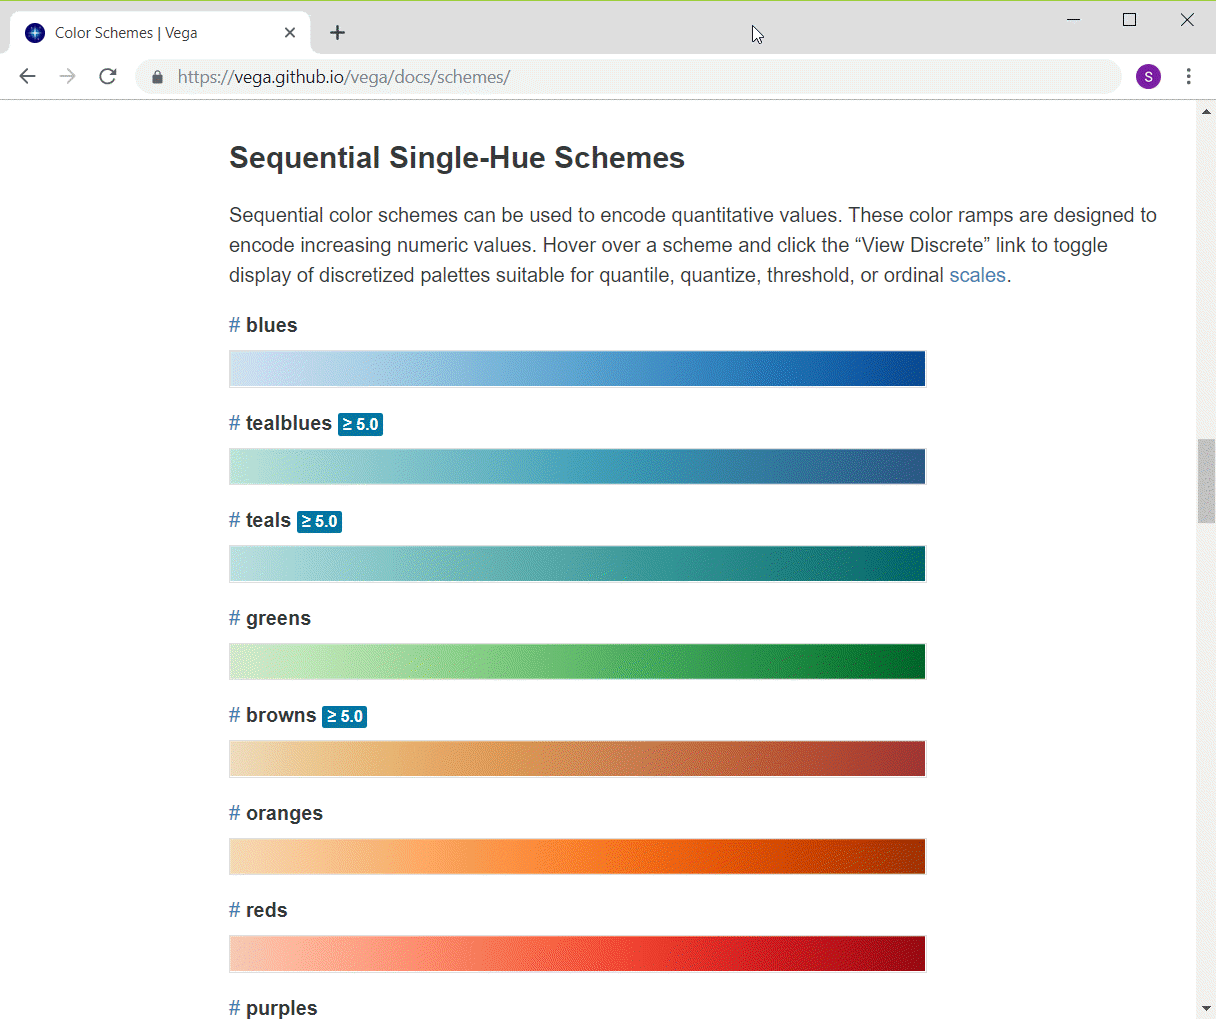 Color Schemes | Vega
https://vega.github.io/vega/docs/schemes/
S
Sequential Single-Hue Schemes
Sequential color schemes can be used to encode quantitative values. These color ramps are designed to
encode increasing numeric values. Hover over a scheme and click the “View Discrete” link to toggle
display of discretized palettes suitable for quantile, quantize, threshold, or ordinal scales.
# blues
# tealblues ≥ 5.0
# teals ≥ 5.0
# greens
# browns ≥ 5.0
# oranges
# reds
# purples